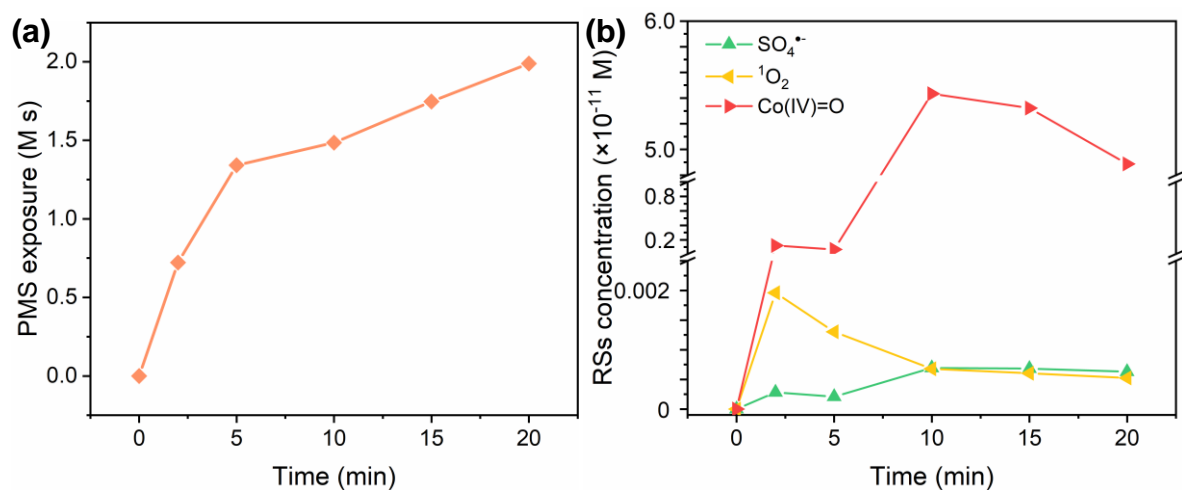 (a)
PMS exposure (M s)
2.0
1.5
1.0
0.5
0.0
0 5 10 15 20
Time (min)
(b)
RSs concentration (×10⁻¹¹ M)
SO₄•⁻
¹O₂
Co(IV)=O
6.0
5.0
0.8
0.2
0.002
0
0 5 10 15 20
Time (min)